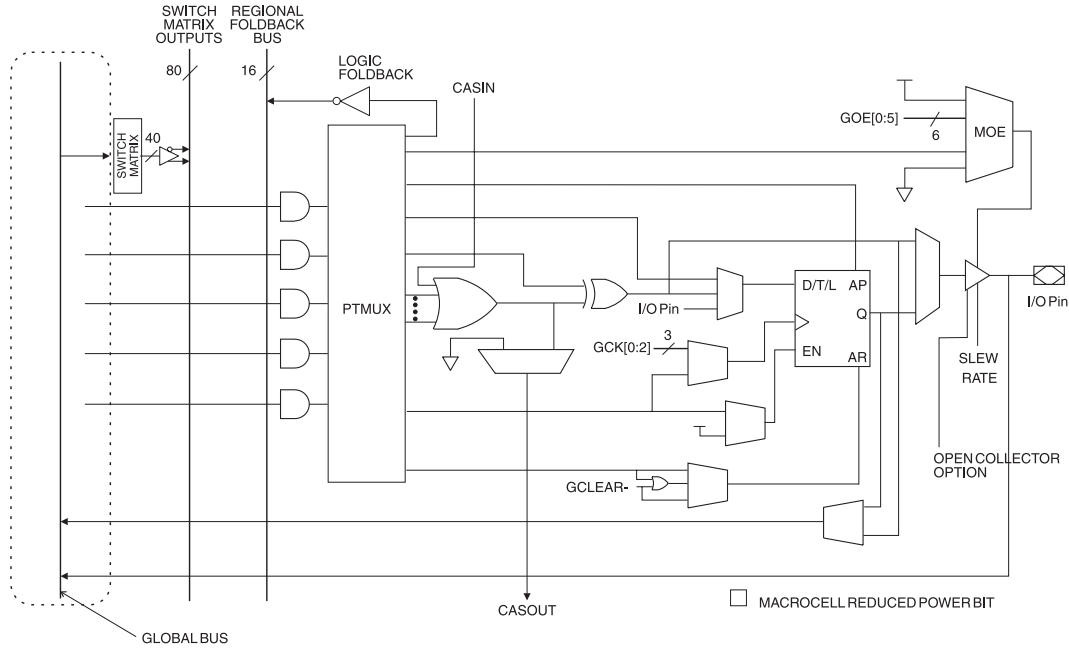 SWITCH
MATRIX
OUTPUTS
REGIONAL
FOLDBACK
BUS
80
16
LOGIC
FOLDBACK
CASIN
GOE[0:5]
6
MOE
SWITCH
MATRIX
40
PTMUX
D/T/L
AP
I/O Pin
Q
I/O Pin
GCK[0:2]
3
EN
AR
SLEW
RATE
OPEN COLLECTOR
OPTION
GCLEAR-
CASOUT
MACROCELL REDUCED POWER BIT
GLOBAL BUS